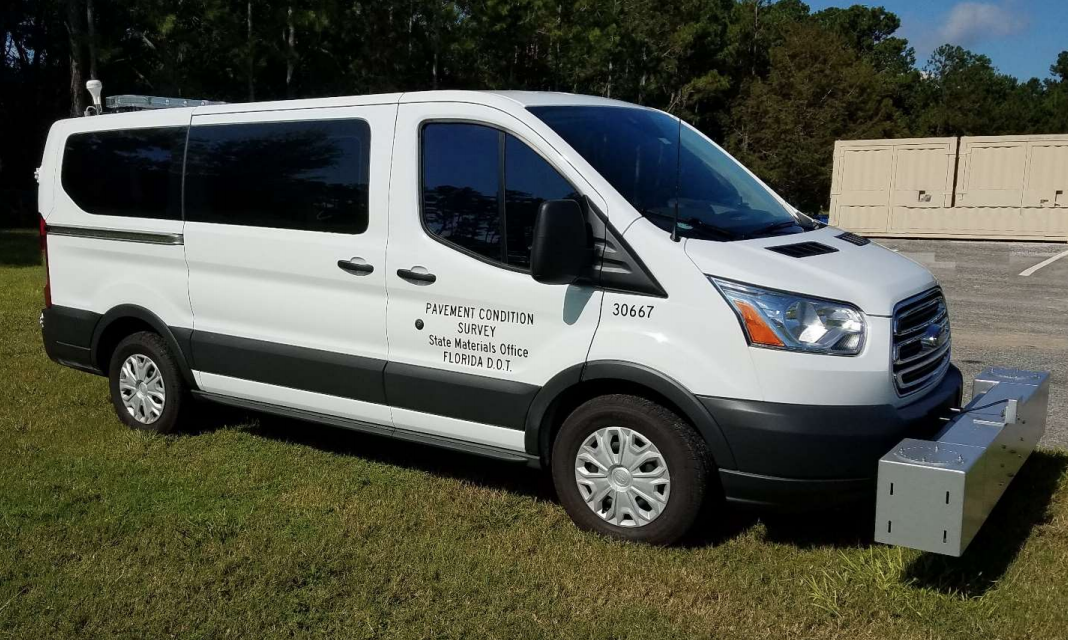 PAVEMENT CONDITION
SURVEY
State Materials Office
FLORIDA D.O.T.
30667